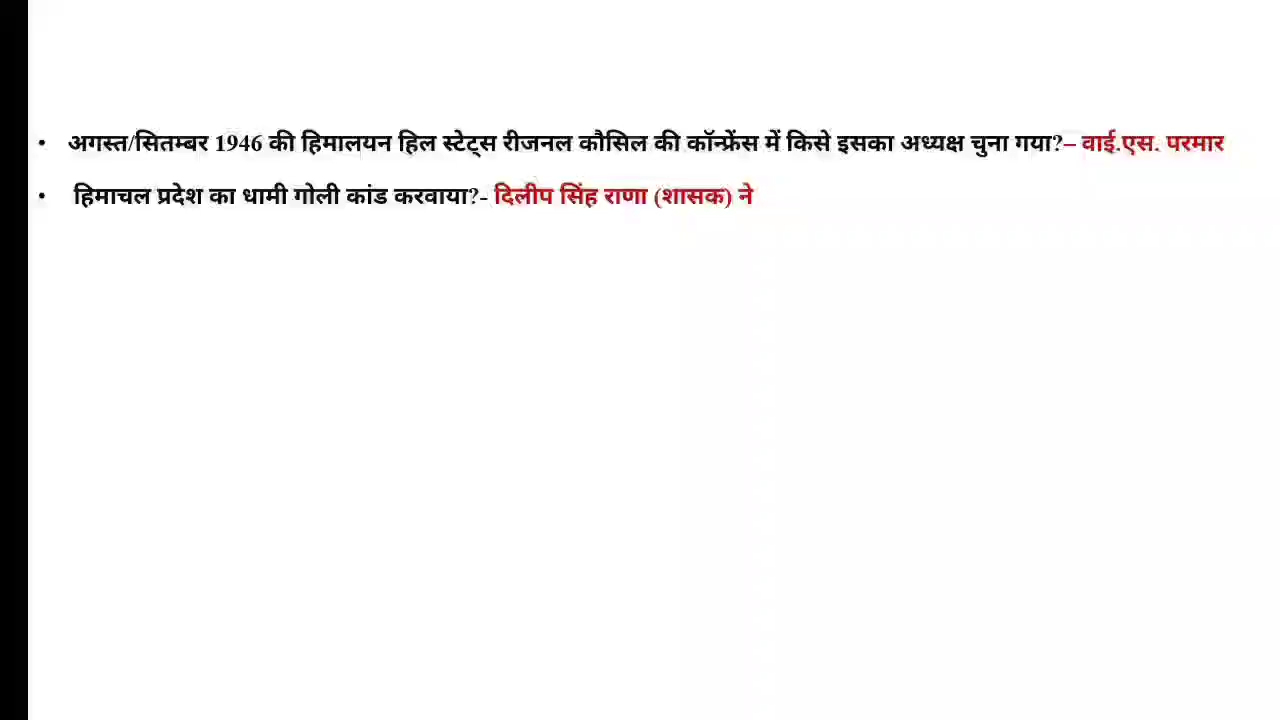 • अगस्त/सितम्बर 1946 की हिमालयन हिल स्टेट्स रीजनल कौसिल की कॉन्फ्रेंस में किसे इसका अध्यक्ष चुना गया?– वाई.एस. परमार
• हिमाचल प्रदेश का धामी गोली कांड करवाया?- दिलीप सिंह राणा (शासक) ने